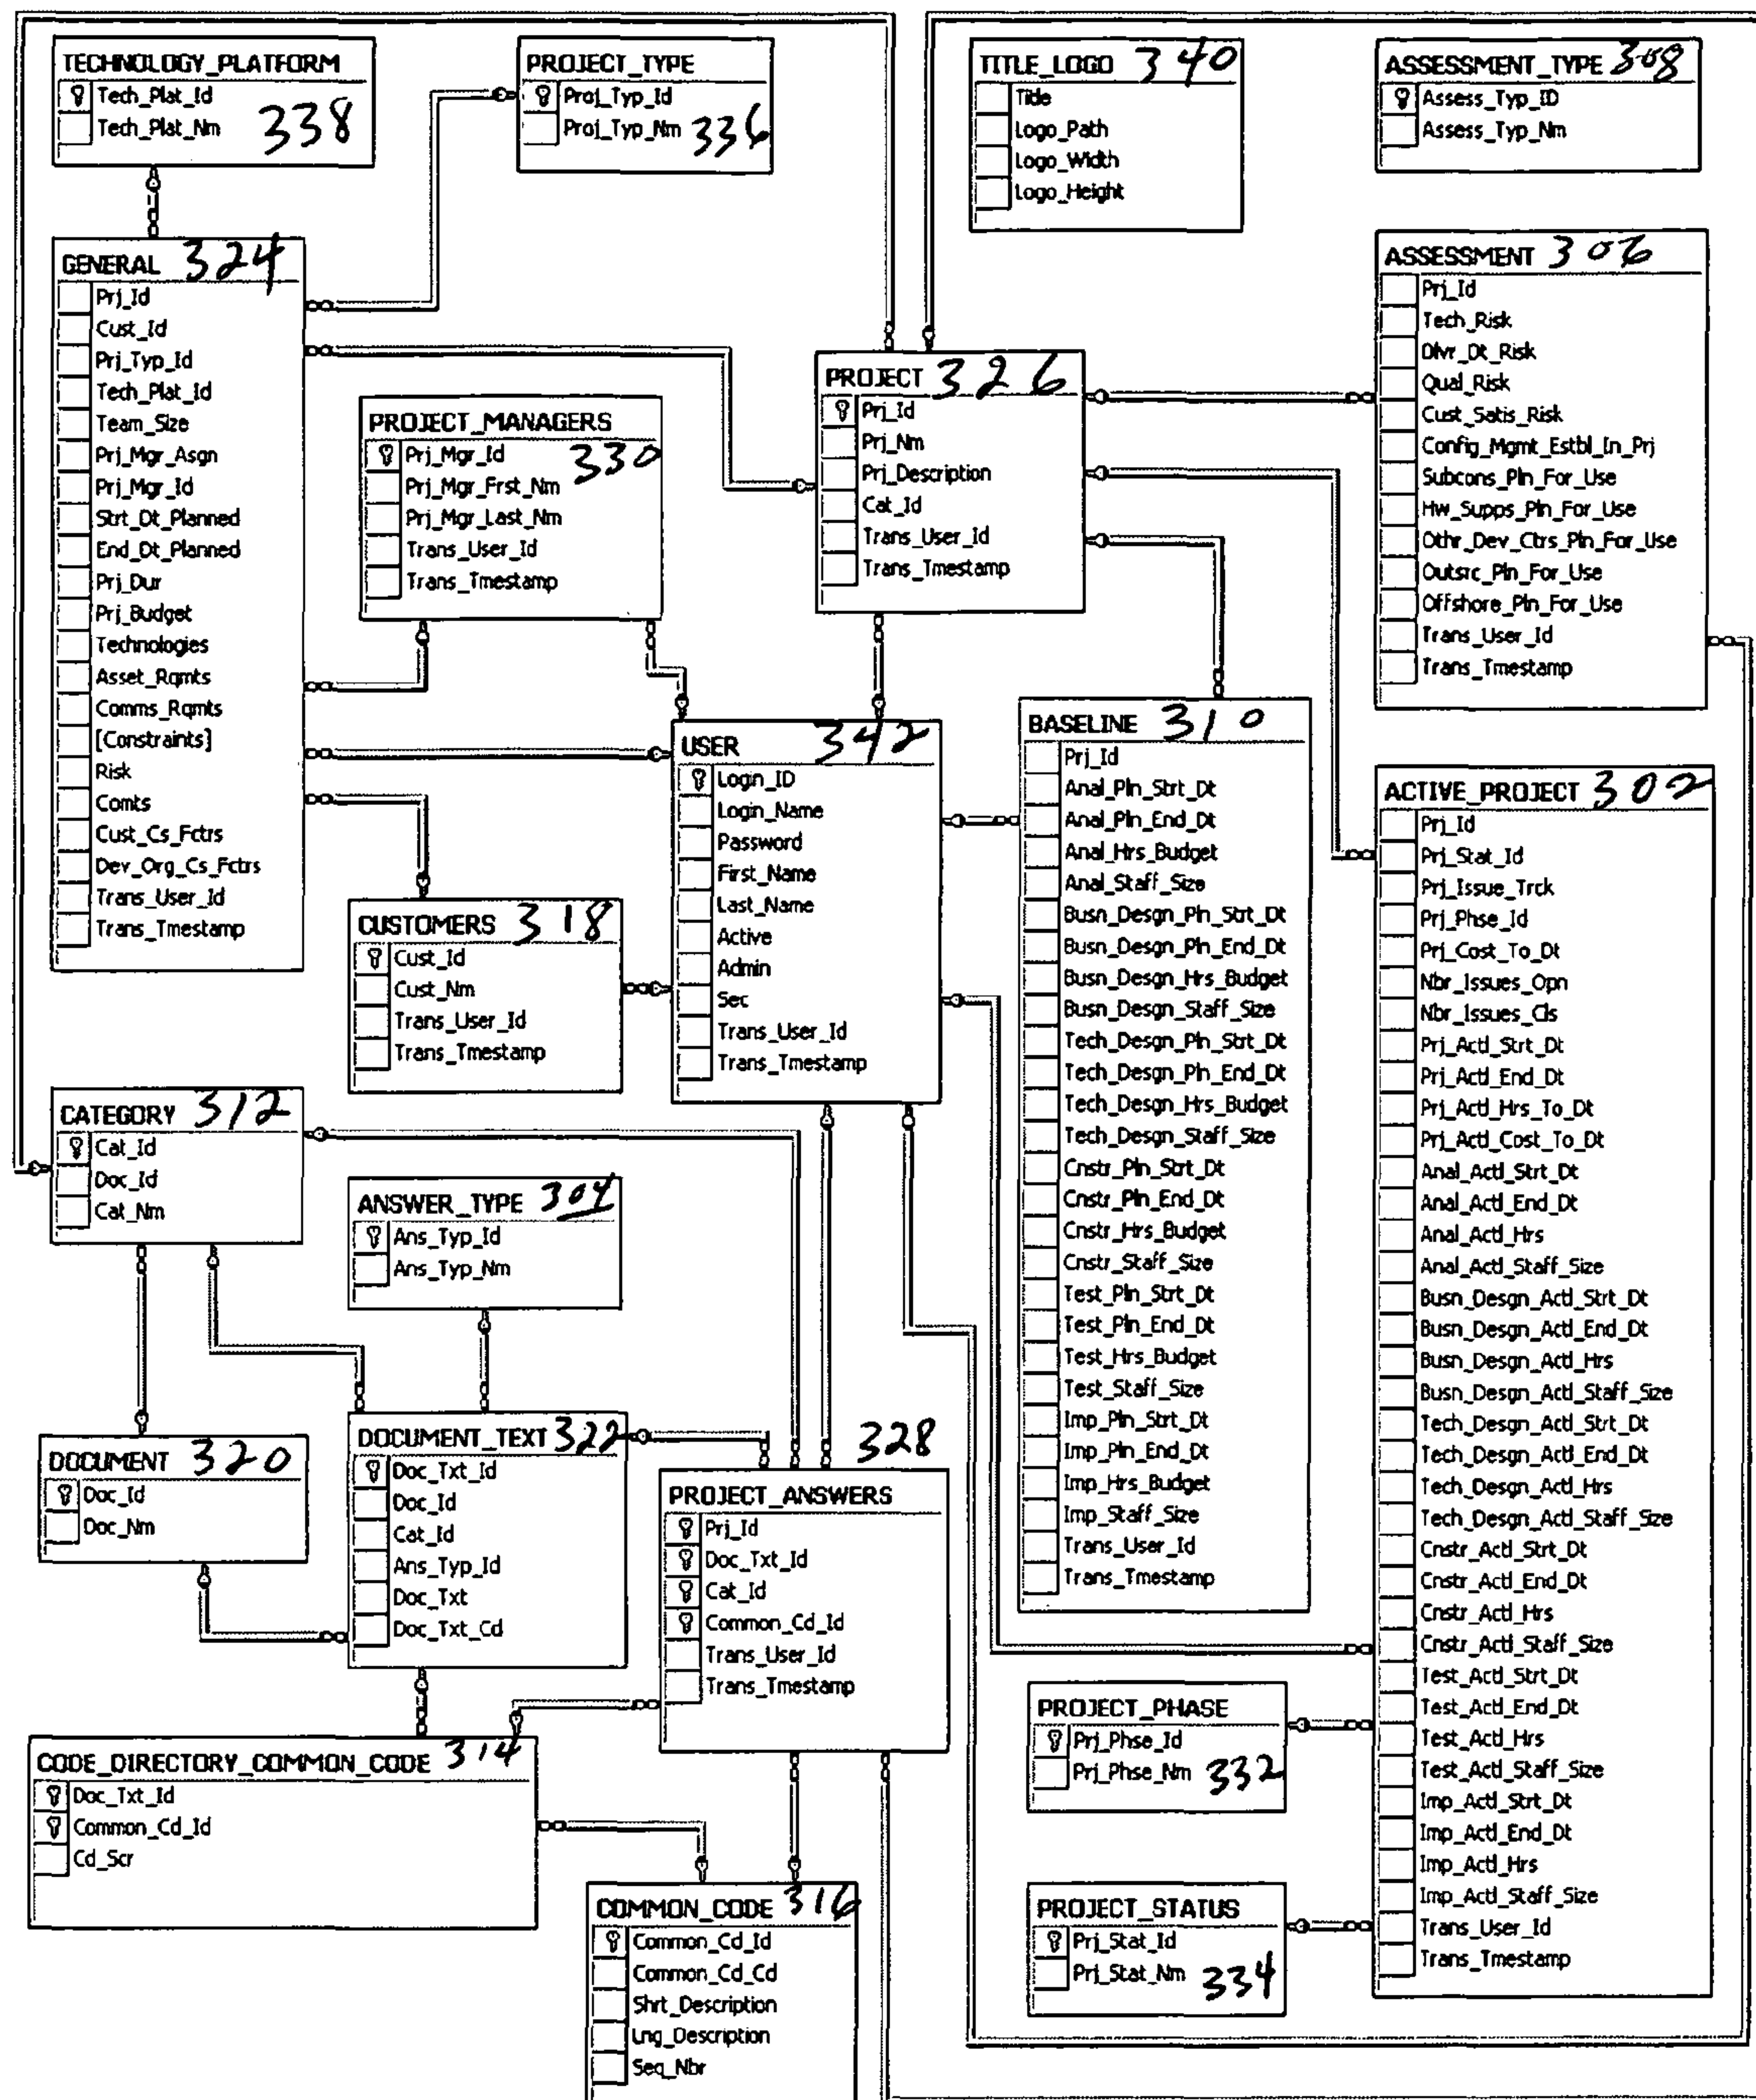 TECHNOLOGY_PLATFORM
Tech_Plat_Id
Tech_Plat_Nm 338
PROJECT_TYPE
Proj_Typ_Id
Proj_Typ_Nm 336
TITLE_LOGO 340
Title
Logo_Path
Logo_Width
Logo_Height
ASSESSMENT_TYPE 308
Assess_Typ_ID
Assess_Typ_Nm
GENERAL 324
Prj_Id
Cust_Id
Prj_Typ_Id
Tech_Plat_Id
Team_Size
Prj_Mgr_Asgn
Prj_Mgr_Id
Strt_Dt_Planned
End_Dt_Planned
Prj_Dur
Prj_Budget
Technologies
Asset_Rqmts
Comms_Rqmts
[Constraints]
Risk
Comts
Cust_Cs_Fctrs
Dev_Org_Cs_Fctrs
Trans_User_Id
Trans_Tmestamp
PROJECT_MANAGERS
Prj_Mgr_Id 330
Prj_Mgr_Frst_Nm
Prj_Mgr_Last_Nm
Trans_User_Id
Trans_Tmestamp
PROJECT 326
Prj_Id
Prj_Nm
Prj_Description
Cat_Id
Trans_User_Id
Trans_Tmestamp
ASSESSMENT 306
Prj_Id
Tech_Risk
Dlvr_Dt_Risk
Qual_Risk
Cust_Satis_Risk
Config_Mgmt_Estbl_In_Prj
Subcons_Pln_For_Use
Hw_Supps_Pln_For_Use
Othr_Dev_Ctrs_Pln_For_Use
Outsrc_Pln_For_Use
Offshore_Pln_For_Use
Trans_User_Id
Trans_Tmestamp
USER 342
Login_ID
Login_Name
Password
First_Name
Last_Name
Active
Admin
Sec
Trans_User_Id
Trans_Tmestamp
BASELINE 310
Prj_Id
Anal_Pln_Strt_Dt
Anal_Pln_End_Dt
Anal_Hrs_Budget
Anal_Staff_Size
Busn_Desgn_Pln_Strt_Dt
Busn_Desgn_Pln_End_Dt
Busn_Desgn_Hrs_Budget
Busn_Desgn_Staff_Size
Tech_Desgn_Pln_Strt_Dt
Tech_Desgn_Pln_End_Dt
Tech_Desgn_Hrs_Budget
Tech_Desgn_Staff_Size
Cnstr_Pln_Strt_Dt
Cnstr_Pln_End_Dt
Cnstr_Hrs_Budget
Cnstr_Staff_Size
Test_Pln_Strt_Dt
Test_Pln_End_Dt
Test_Hrs_Budget
Test_Staff_Size
Imp_Pln_Strt_Dt
Imp_Pln_End_Dt
Imp_Hrs_Budget
Imp_Staff_Size
Trans_User_Id
Trans_Tmestamp
ACTIVE_PROJECT 302
Prj_Id
Prj_Stat_Id
Prj_Issue_Trck
Prj_Phse_Id
Prj_Cost_To_Dt
Nbr_Issues_Opn
Nbr_Issues_Cls
Prj_Actl_Strt_Dt
Prj_Actl_End_Dt
Prj_Actl_Hrs_To_Dt
Prj_Actl_Cost_To_Dt
Anal_Actl_Strt_Dt
Anal_Actl_End_Dt
Anal_Actl_Hrs
Anal_Actl_Staff_Size
Busn_Desgn_Actl_Strt_Dt
Busn_Desgn_Actl_End_Dt
Busn_Desgn_Actl_Hrs
Busn_Desgn_Actl_Staff_Size
Tech_Desgn_Actl_Strt_Dt
Tech_Desgn_Actl_End_Dt
Tech_Desgn_Actl_Hrs
Tech_Desgn_Actl_Staff_Size
Cnstr_Actl_Strt_Dt
Cnstr_Actl_End_Dt
Cnstr_Actl_Hrs
Cnstr_Actl_Staff_Size
Test_Actl_Strt_Dt
Test_Actl_End_Dt
Test_Actl_Hrs
Test_Actl_Staff_Size
Imp_Actl_Strt_Dt
Imp_Actl_End_Dt
Imp_Actl_Hrs
Imp_Actl_Staff_Size
Trans_User_Id
Trans_Tmestamp
CUSTOMERS 318
Cust_Id
Cust_Nm
Trans_User_Id
Trans_Tmestamp
CATEGORY 312
Cat_Id
Doc_Id
Cat_Nm
ANSWER_TYPE 304
Ans_Typ_Id
Ans_Typ_Nm
DOCUMENT 320
Doc_Id
Doc_Nm
DOCUMENT_TEXT 322
Doc_Txt_Id
Doc_Id
Cat_Id
Ans_Typ_Id
Doc_Txt
Doc_Txt_Cd
328
PROJECT_ANSWERS
Prj_Id
Doc_Txt_Id
Cat_Id
Common_Cd_Id
Trans_User_Id
Trans_Tmestamp
CODE_DIRECTORY_COMMON_CODE 314
Doc_Txt_Id
Common_Cd_Id
Cd_Scr
COMMON_CODE 316
Common_Cd_Id
Common_Cd_Cd
Shrt_Description
Lng_Description
Seq_Nbr
PROJECT_PHASE
Prj_Phse_Id
Prj_Phse_Nm 332
PROJECT_STATUS
Prj_Stat_Id
Prj_Stat_Nm 334